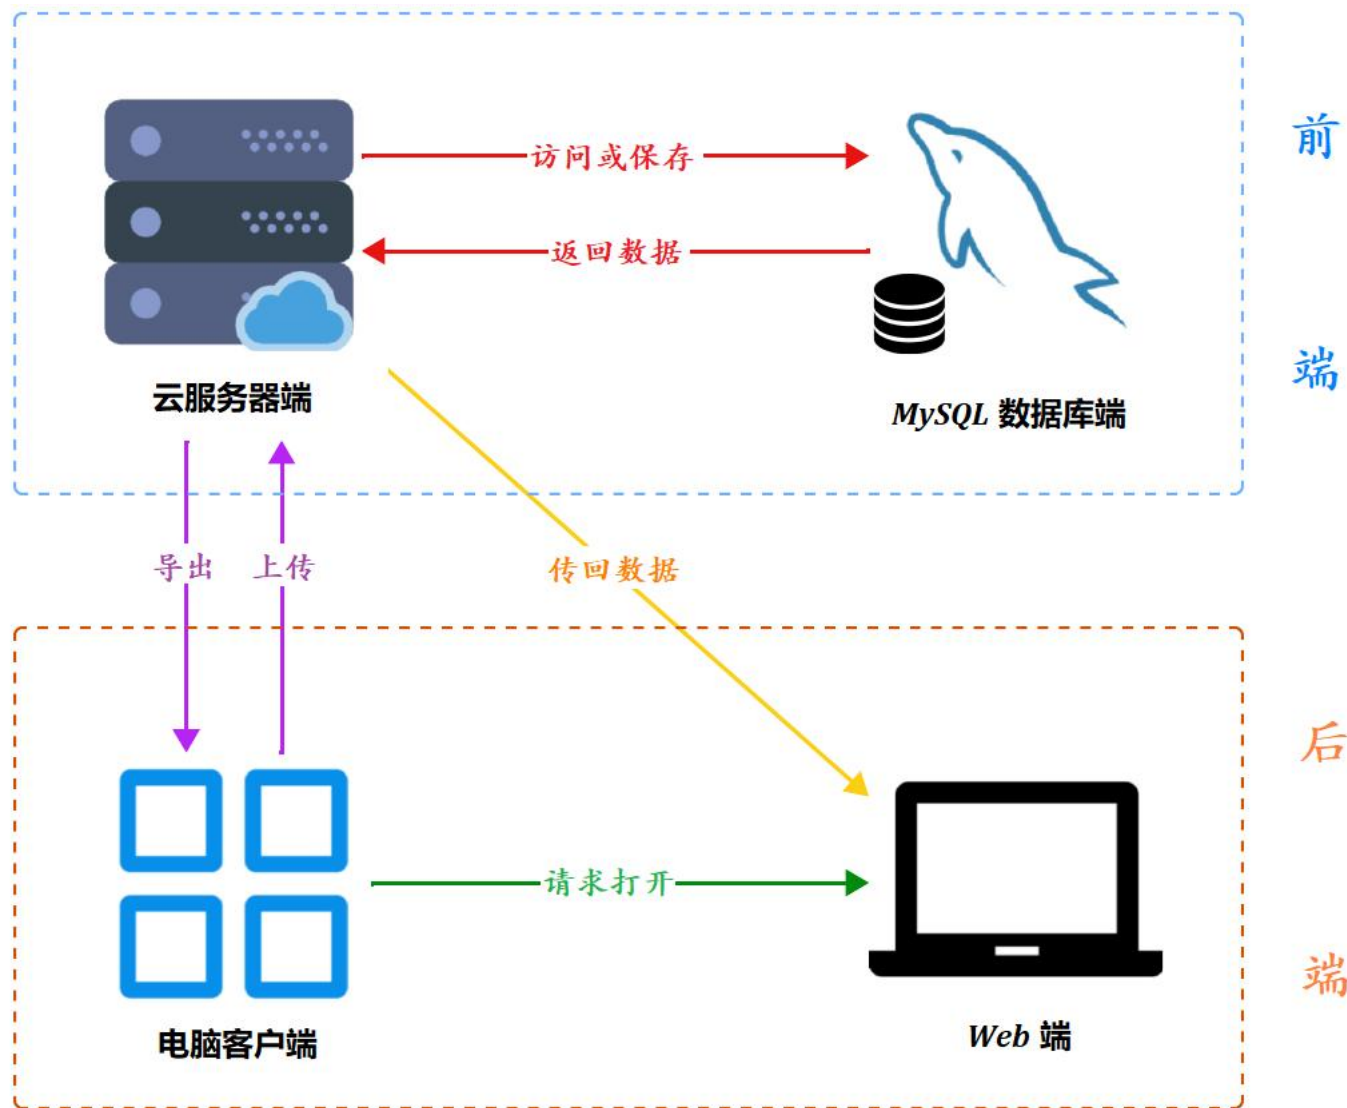 访问或保存
返回数据
云服务器端
MySQL 数据库端
前
端
导出
上传
传回数据
请求打开
电脑客户端
Web 端
后
端